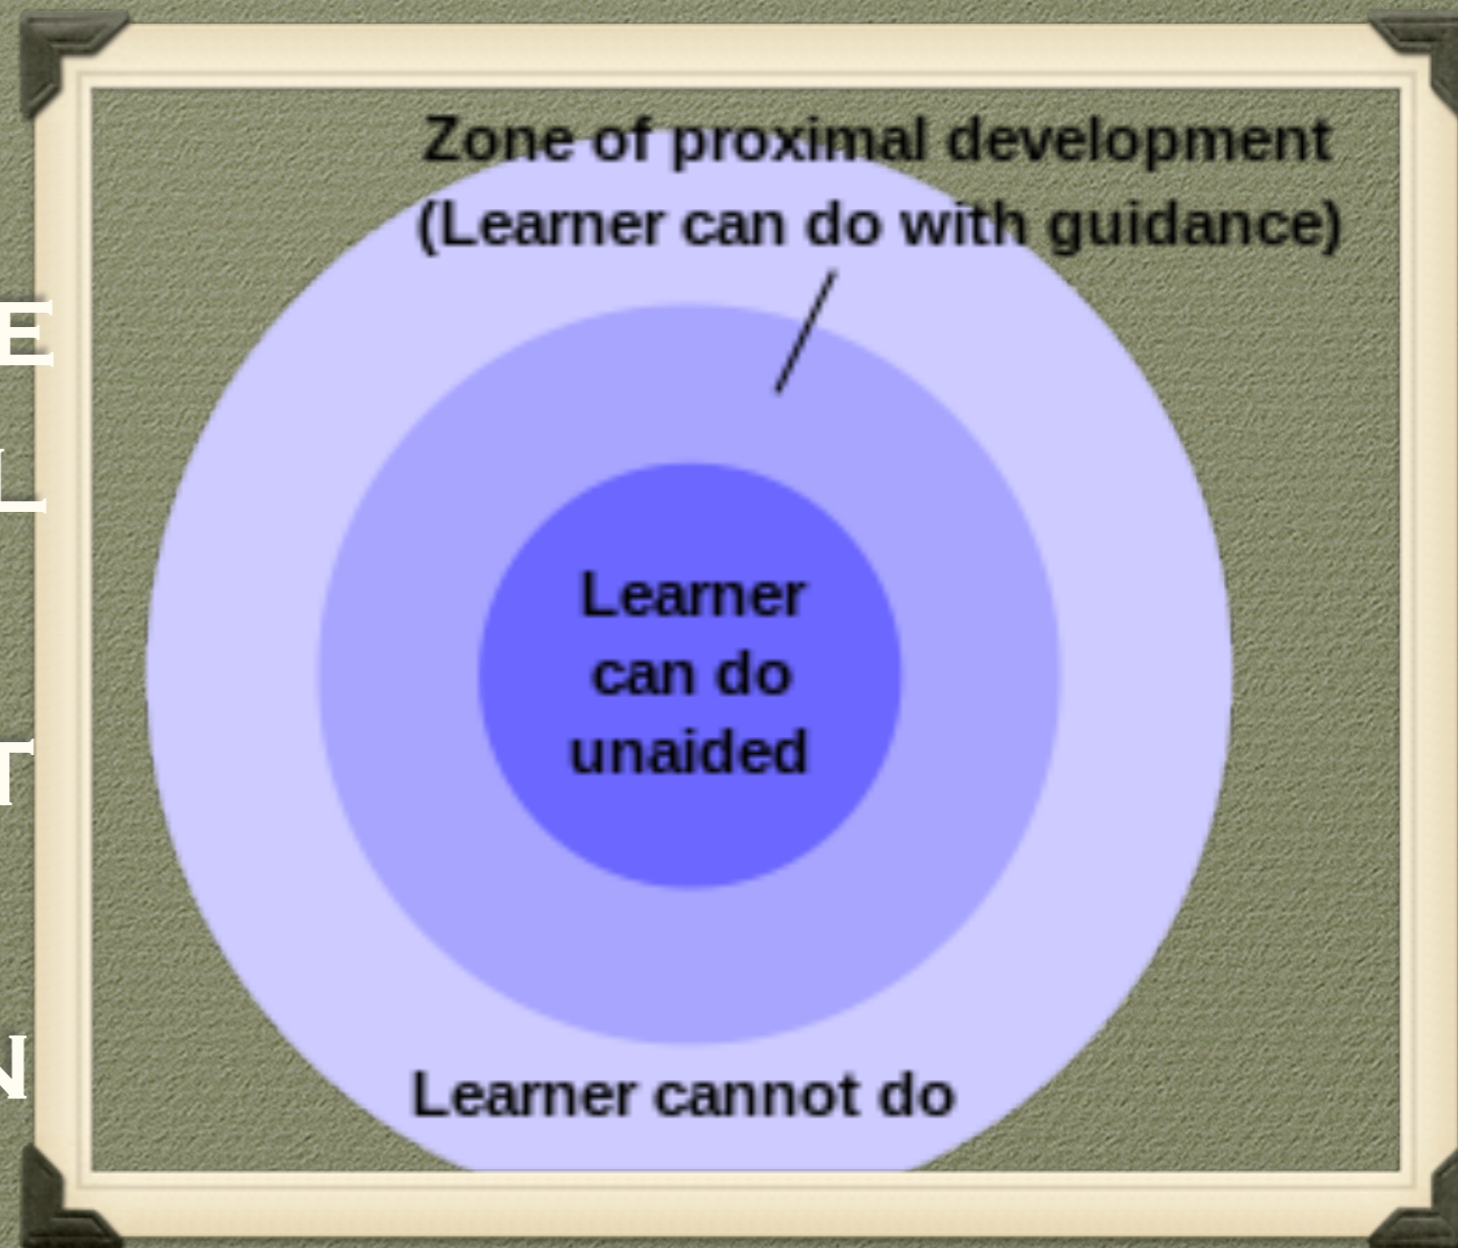 Zone of proximal development
(Learner can do with guidance)
E
L
Learner
can do
unaided
T
N
Learner cannot do